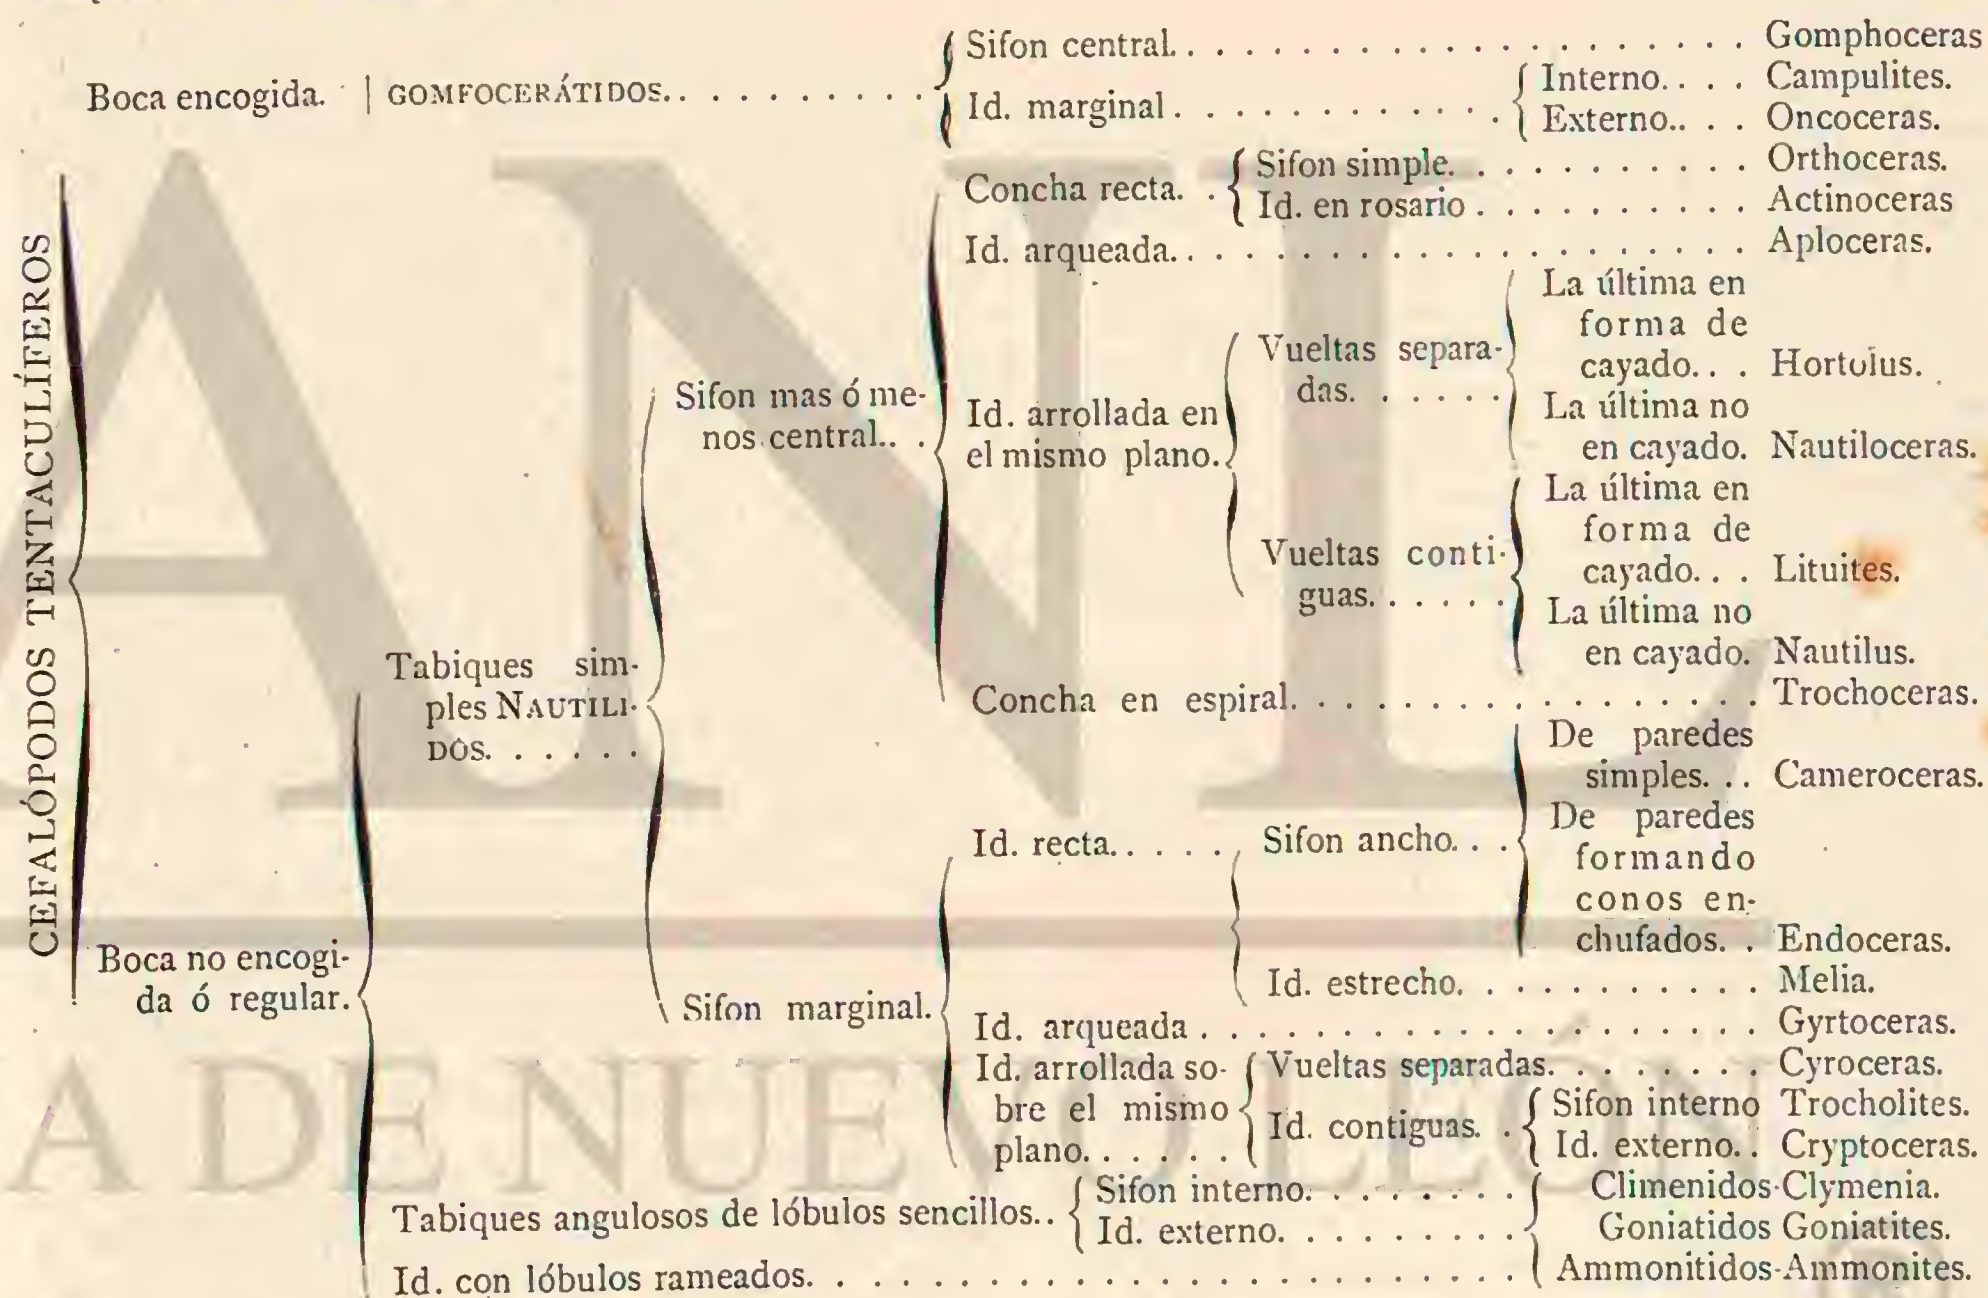 Sifon central. . . . . . . . . . . . . . . . . . . Gomphoceras
Boca encogida. | GOMFOCERÁTIDOS. . . . . . . . . .
Id. marginal . . . . . . . . . . . .
Interno. . . . Campulites.
Externo. . . . Oncoceras.
Concha recta. .
Sifon simple. . . . . . . . . . . Orthoceras.
Id. en rosario . . . . . . . . . . Actinoceras
Id. arqueada. . . . . . . . . . . . . . . . . . . . Aploceras.
CEFALÓPODOS TENTACULÍFEROS
Sifon mas ó me-
nos central. . .
Id. arrollada en
el mismo plano.
Vueltas separa-
das. . . . . .
La última en
forma de
cayado. . . Hortolus.
La última no
en cayado. Nautiloceras.
Vueltas conti-
guas. . . . . .
La última en
forma de
cayado. . . Lituites.
La última no
en cayado. Nautilus.
Concha en espiral. . . . . . . . . . . . . . . . . Trochoceras.
Tabiques sim-
ples NAUTILI-
DOS. . . . . .
De paredes
simples. . . Cameroceras.
Id. recta. . . . . .
Sifon ancho. . .
De paredes
formando
conos en-
chufados. . Endoceras.
Boca no encogi-
da ó regular.
Id. estrecho. . . . . . . . . . . Melia.
Sifon marginal.
Id. arqueada . . . . . . . . . . . . . . . . . . . Gyrtoceras.
Id. arrollada so-
bre el mismo
plano. . . . . . .
Vueltas separadas. . . . . . . . Cyroceras.
Id. contiguas. .
Sifon interno Trocholites.
Id. externo. . Cryptoceras.
Tabiques angulosos de lóbulos sencillos. .
Sifon interno. . . . . . . . Climenidos-Clymenia.
Id. externo. . . . . . . . . Goniatidos Goniatites.
Id. con lóbulos rameados. . . . . . . . . . . . . . . . . . . . . . . . . Ammonitidos-Ammonites.
ANL
A DE NUEVO LEÓN
®